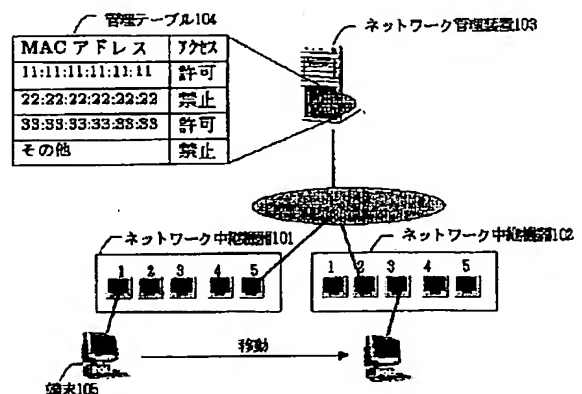 管理テーブル104
ネットワーク管理装置103
MAC アドレス アクセス
11:11:11:11:11:11 許可
22:22:22:22:22:22 禁止
33:33:33:33:33:33 許可
その他 禁止
ネットワーク中継機器101
ネットワーク中継機器102
1 2 3 4 5
1 2 3 4 5
移動
端末105